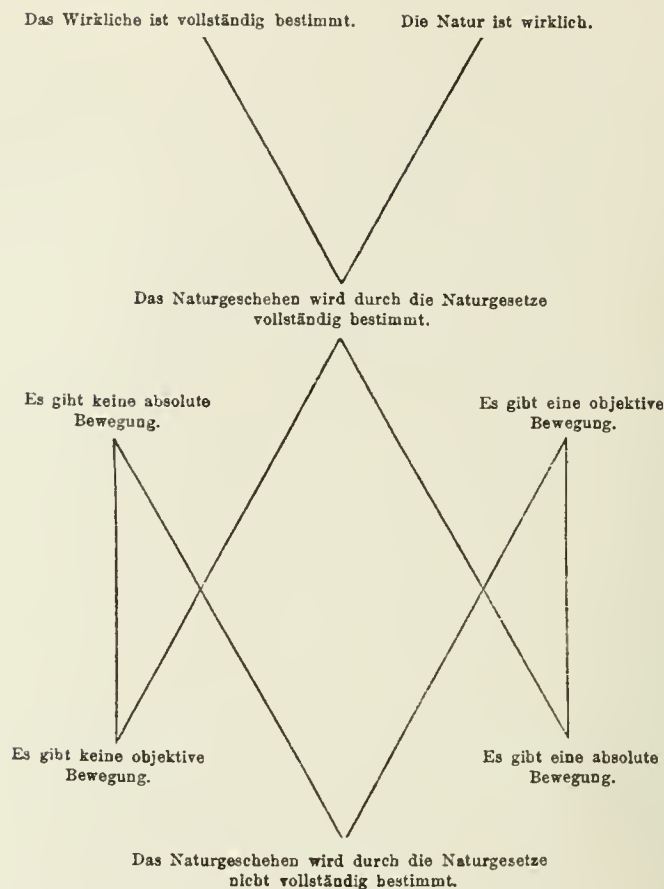 Das Wirkliche ist vollständig bestimmt.
Die Natur ist wirklich.
Das Naturgeschehen wird durch die Naturgesetze
vollständig bestimmt.
Es gibt keine absolute
Bewegung.
Es gibt eine objektive
Bewegung.
Es gibt keine objektive
Bewegung.
Es gibt eine absolute
Bewegung.
Das Naturgeschehen wird durch die Naturgesetze
nicht vollständig bestimmt.